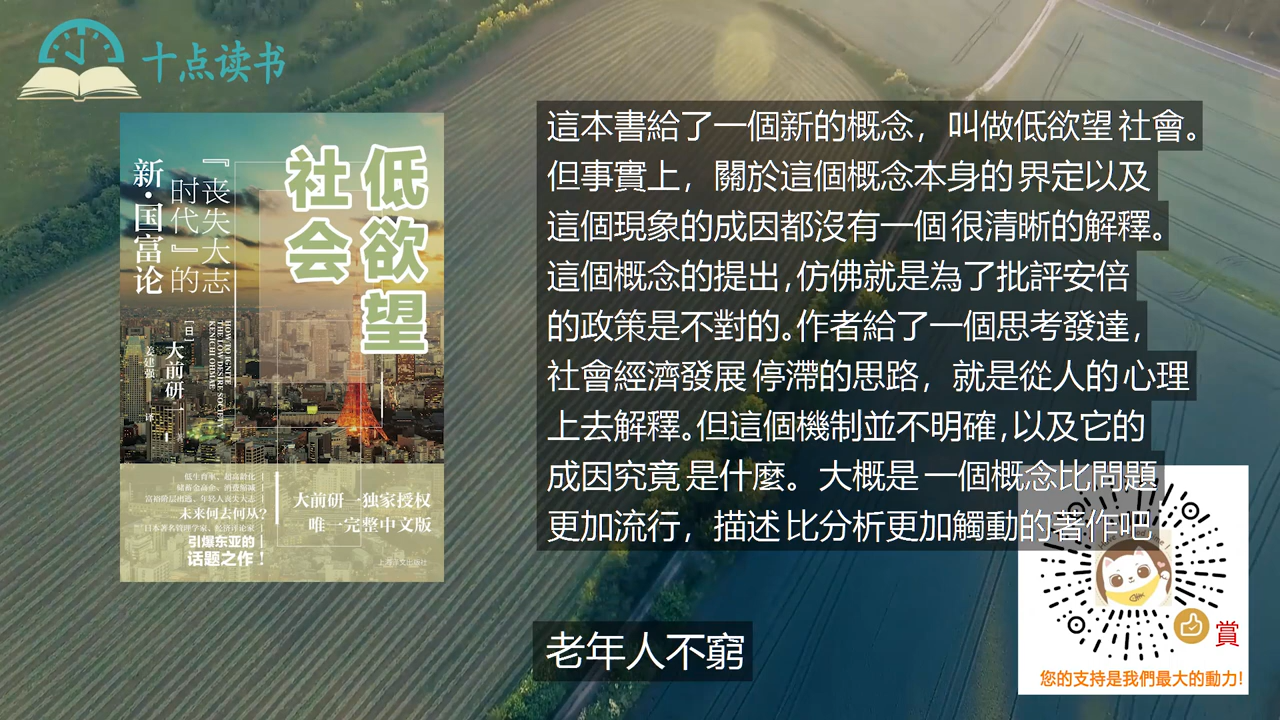 十点读书
低欲望
社会
『丧失大志
时代』的
新·国富论
HOW TO IGNITE
THE LOW DESIRE SOCIETY
KENICHI OHMAE
[日]
大前研一
著
姜建强
译
低生育率、超高龄化
储蓄金高企、消费缩减
富裕阶层出逃、年轻人丧失大志
未来何去何从?
日本著名管理学家、经济评论家
引爆东亚的
话题之作!
大前研一独家授权
唯一完整中文版
上海译文出版社
這本書給了一個新的概念，叫做低欲望社會。
但事實上，關於這個概念本身的界定以及
這個現象的成因都沒有一個很清晰的解釋。
這個概念的提出,仿佛就是為了批評安倍
的政策是不對的。作者給了一個思考發達，
社會經濟發展停滯的思路，就是從人的心理
上去解釋。但這個機制並不明確,以及它的
成因究竟是什麼。大概是一個概念比問題
更加流行，描述比分析更加觸動的著作吧
老年人不窮
賞
您的支持是我們最大的動力!